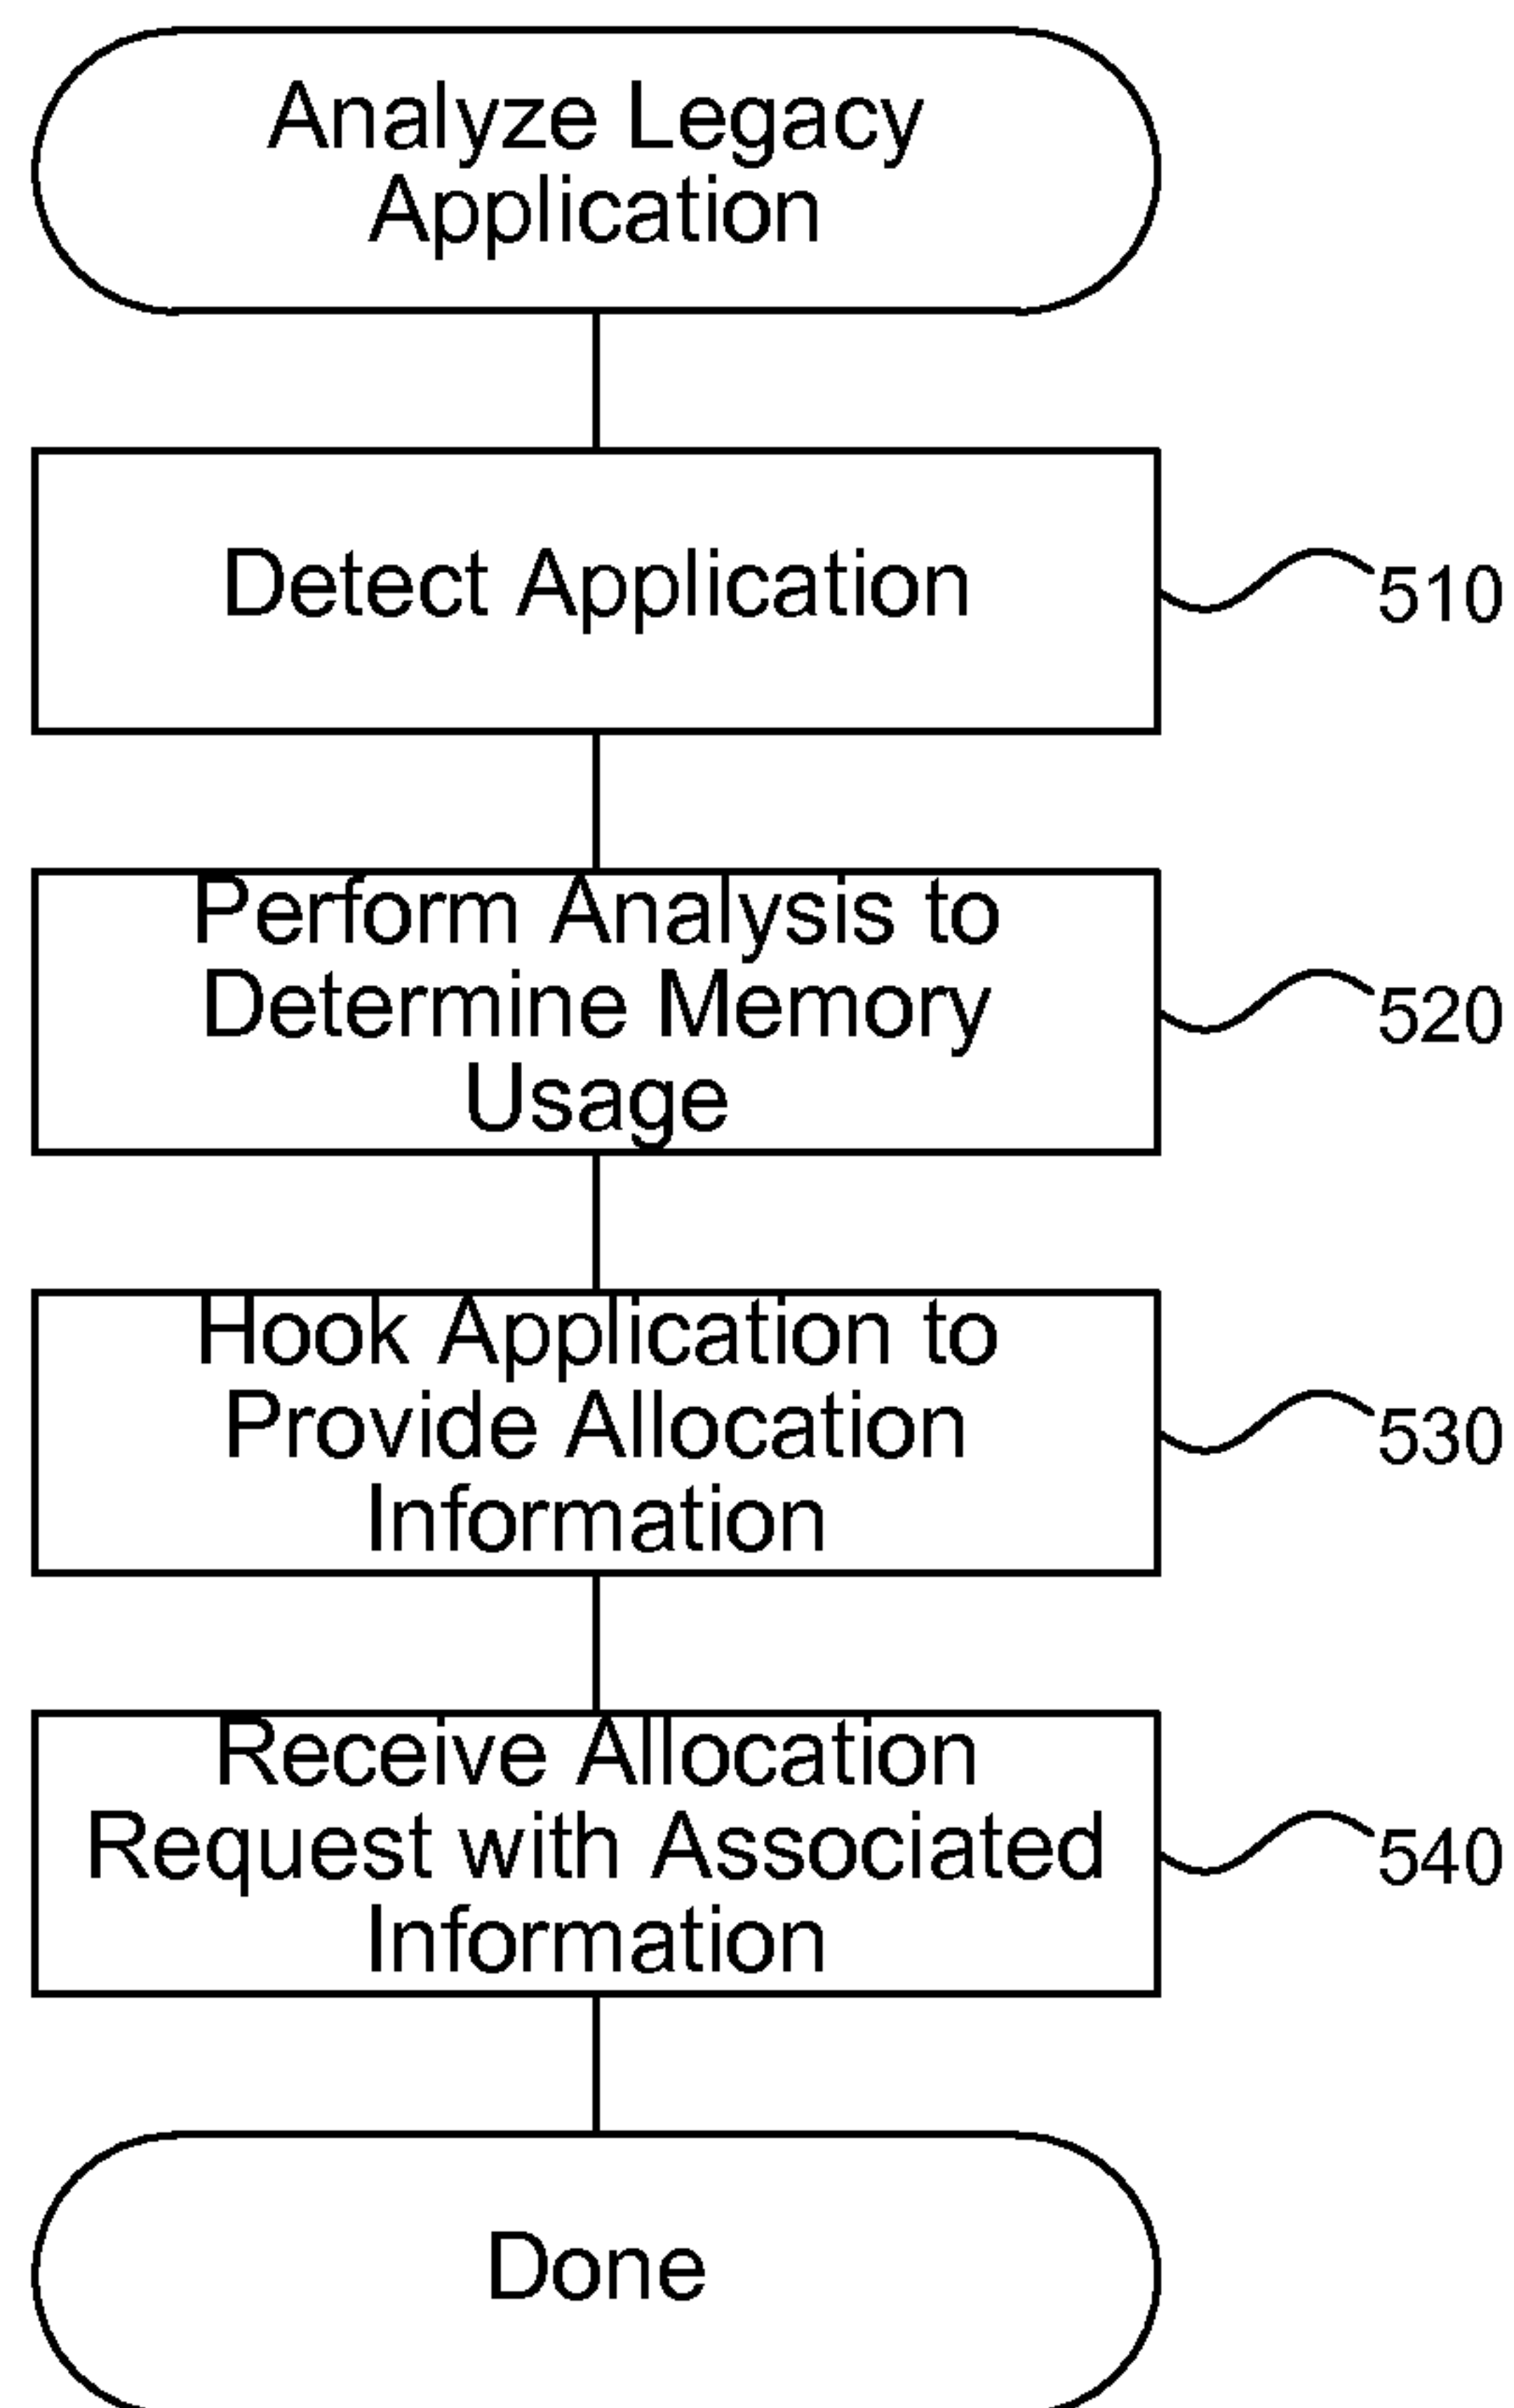 Analyze Legacy
Application
Detect Application
510
Perform Analysis to
Determine Memory
Usage
520
Hook Application to
Provide Allocation
Information
530
Receive Allocation
Request with Associated
Information
540
Done